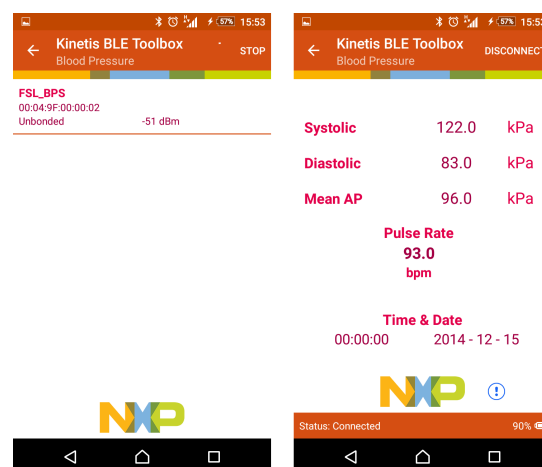 57% 15:53
Kinetis BLE Toolbox
Blood Pressure
STOP
FSL_BPS
00:04:9F:00:00:02
Unbonded -51 dBm
NXP
57% 15:53
Kinetis BLE Toolbox
Blood Pressure
DISCONNECT
Systolic 122.0 kPa
Diastolic 83.0 kPa
Mean AP 96.0 kPa
Pulse Rate
93.0
bpm
Time & Date
00:00:00 2014 - 12 - 15
NXP
Status: Connected 90%